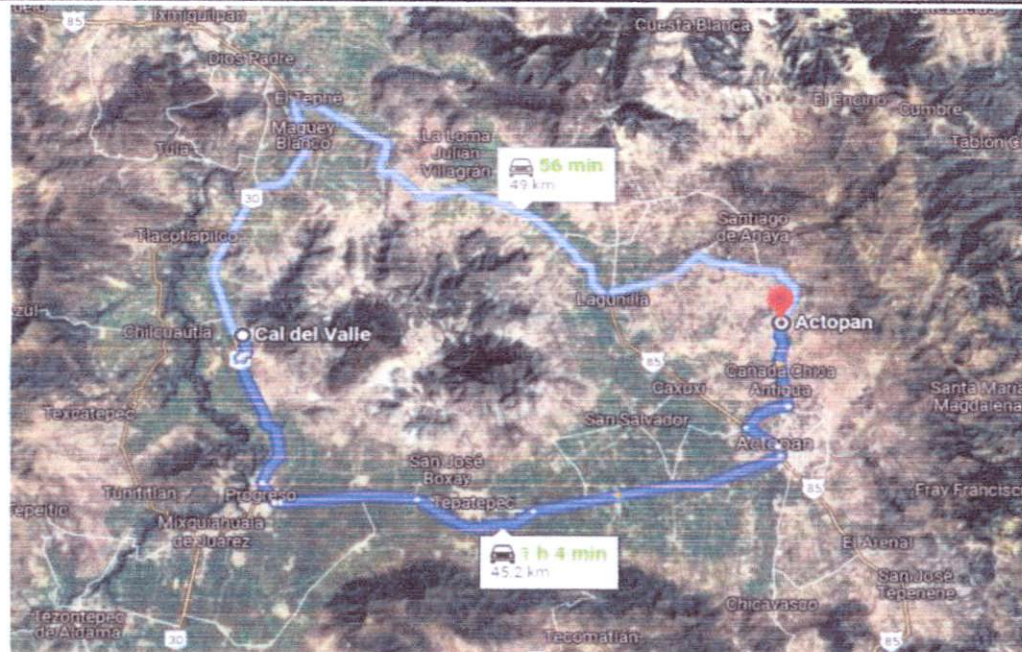 85
Ixmiquilpan
Cuesta Blanca
Dios Padre
El Tephé
El Encino
Cumbre
Maguey
Blanco
La Loma
Julián
Villagrán
Tula
56 min
49 km
30
Santiago
de Anaya
Tlacotlapilco
Lagunilla
Chilcuautla
Cal del Valle
Actopan
85
Caxuxi
Cañada Chica
Antigua
Texcatepec
San Salvador
Santa María
Magdalena
Actopan
San José
Boxay
Progreso
Tepatepec
85
Fray Francisco
Mixquiahuala
de Juárez
1 h 4 min
45.2 km
El Arenal
San José
Tepenene
Chicavasco
Tezontepec
de Aldama
30
Tecomatlán
85